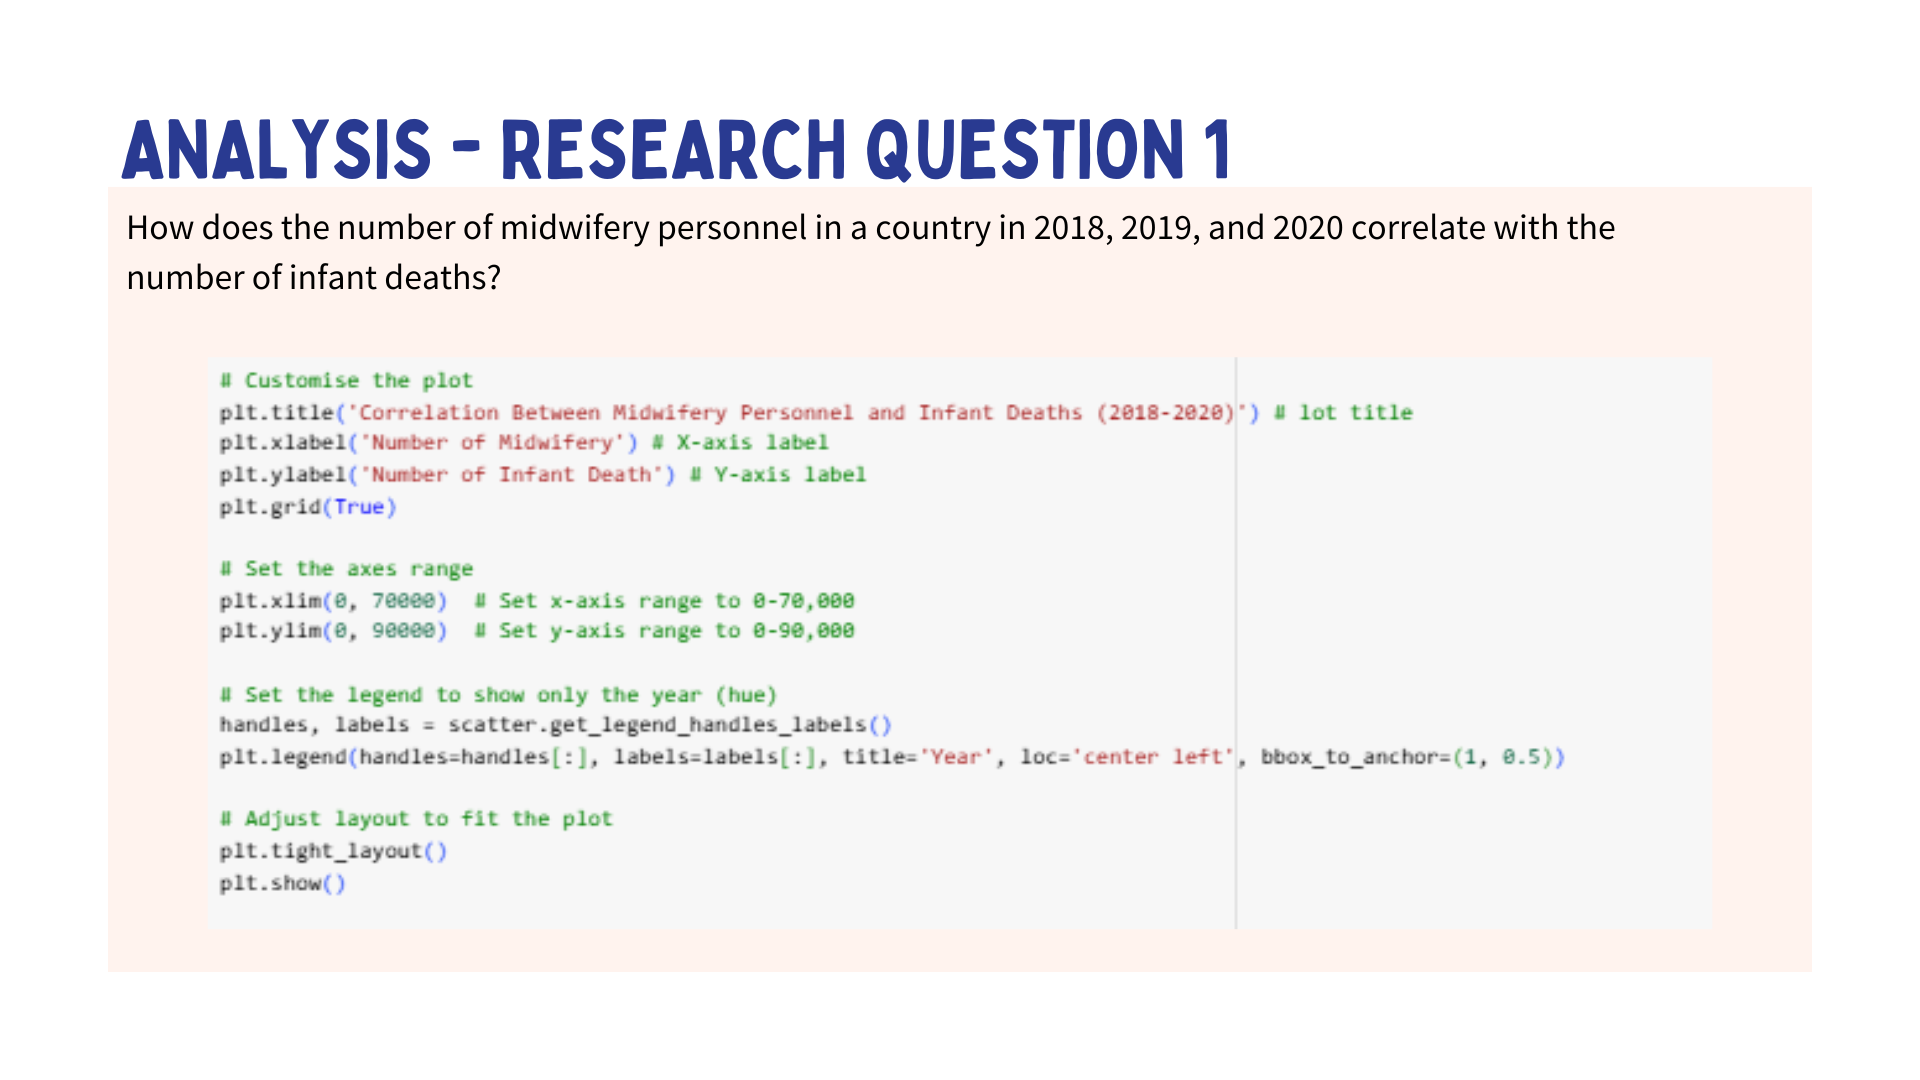 ANALYSIS - RESEARCH QUESTION 1
How does the number of midwifery personnel in a country in 2018, 2019, and 2020 correlate with the
number of infant deaths?
# Customise the plot
plt.title('Correlation Between Midwifery Personnel and Infant Deaths (2018-2020)') # lot title
plt.xlabel('Number of Midwifery') # X-axis label
plt.ylabel('Number of Infant Death') # Y-axis label
plt.grid(True)
# Set the axes range
plt.xlim(0, 70000)  # Set x-axis range to 0-70,000
plt.ylim(0, 90000)  # Set y-axis range to 0-90,000
# Set the legend to show only the year (hue)
handles, labels = scatter.get_legend_handles_labels()
plt.legend(handles=handles[:], labels=labels[:], title='Year', loc='center left', bbox_to_anchor=(1, 0.5))
# Adjust layout to fit the plot
plt.tight_layout()
plt.show()